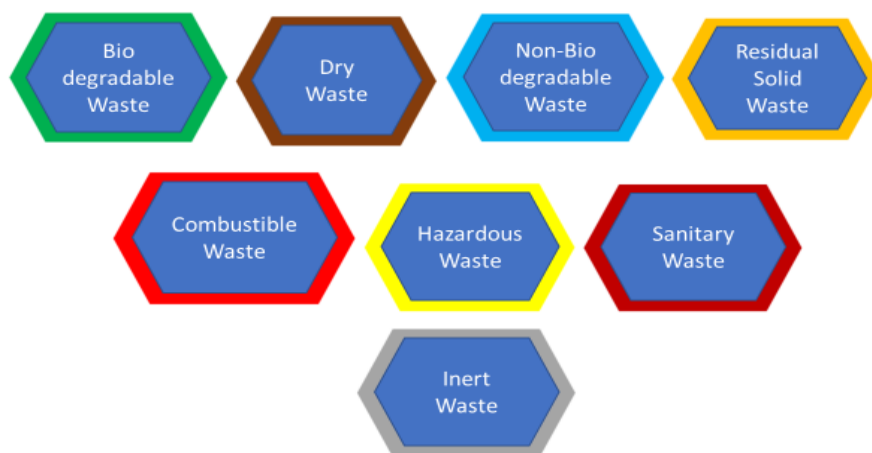 Bio
degradable
Waste
Dry
Waste
Non-Bio
degradable
Waste
Residual
Solid
Waste
Combustible
Waste
Hazardous
Waste
Sanitary
Waste
Inert
Waste